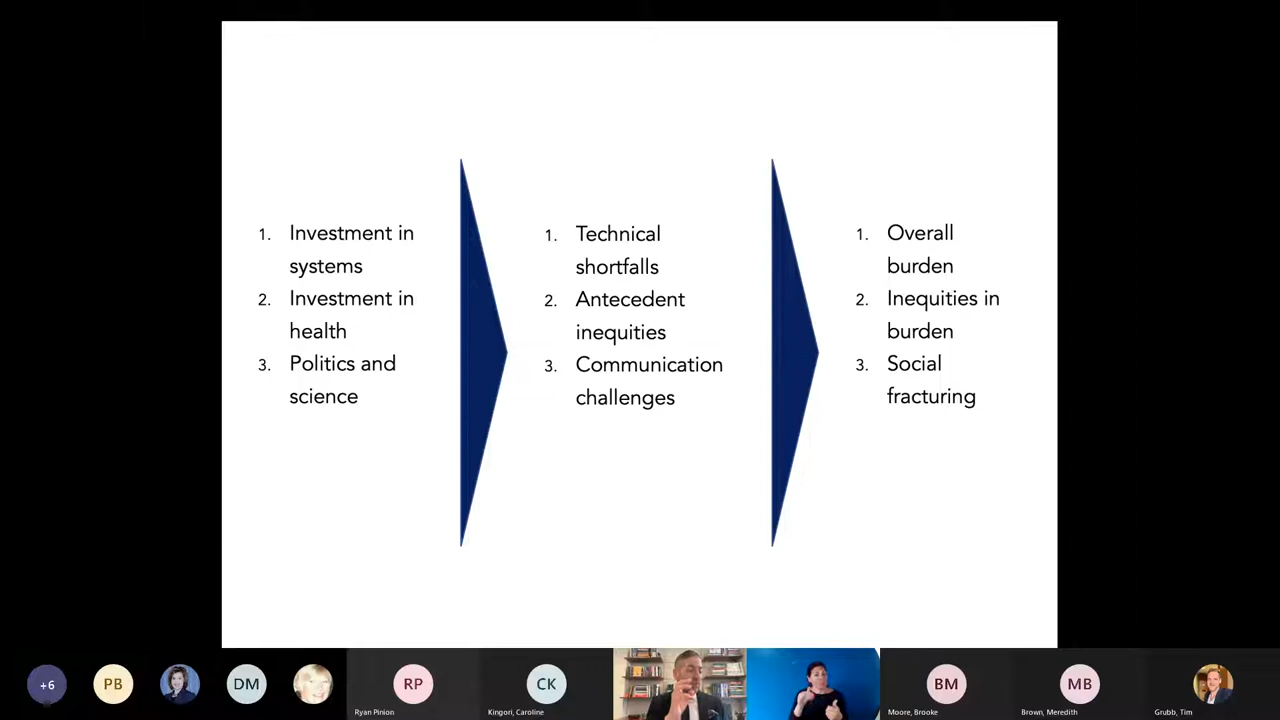 1. Investment in
systems
2. Investment in
health
3. Politics and
science
1. Technical
shortfalls
2. Antecedent
inequities
3. Communication
challenges
1. Overall
burden
2. Inequities in
burden
3. Social
fracturing
+6
PB
DM
RP
Ryan Pinion
CK
Kingori, Caroline
BM
Moore, Brooke
MB
Brown, Meredith
Grubb, Tim